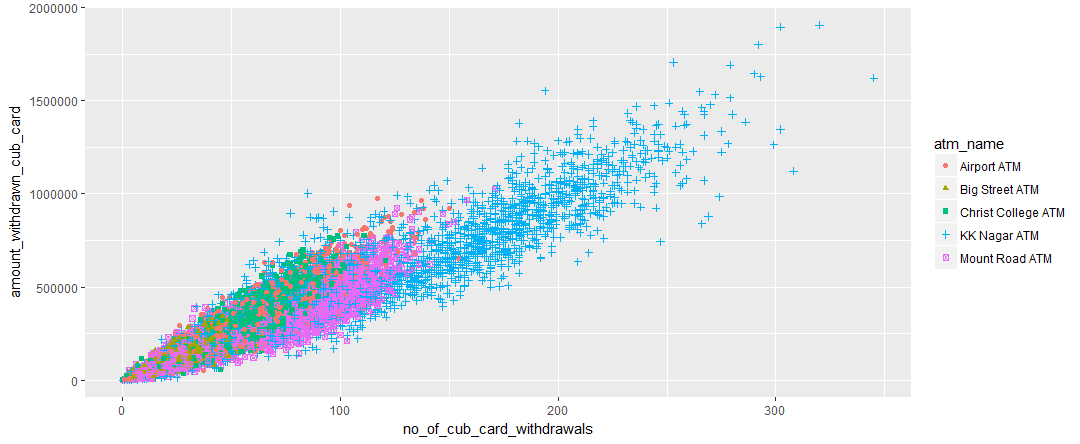 2000000
1500000
1000000
500000
0
amount_withdrawn_cub_card
0
100
200
300
no_of_cub_card_withdrawals
atm_name
Airport ATM
Big Street ATM
Christ College ATM
KK Nagar ATM
Mount Road ATM